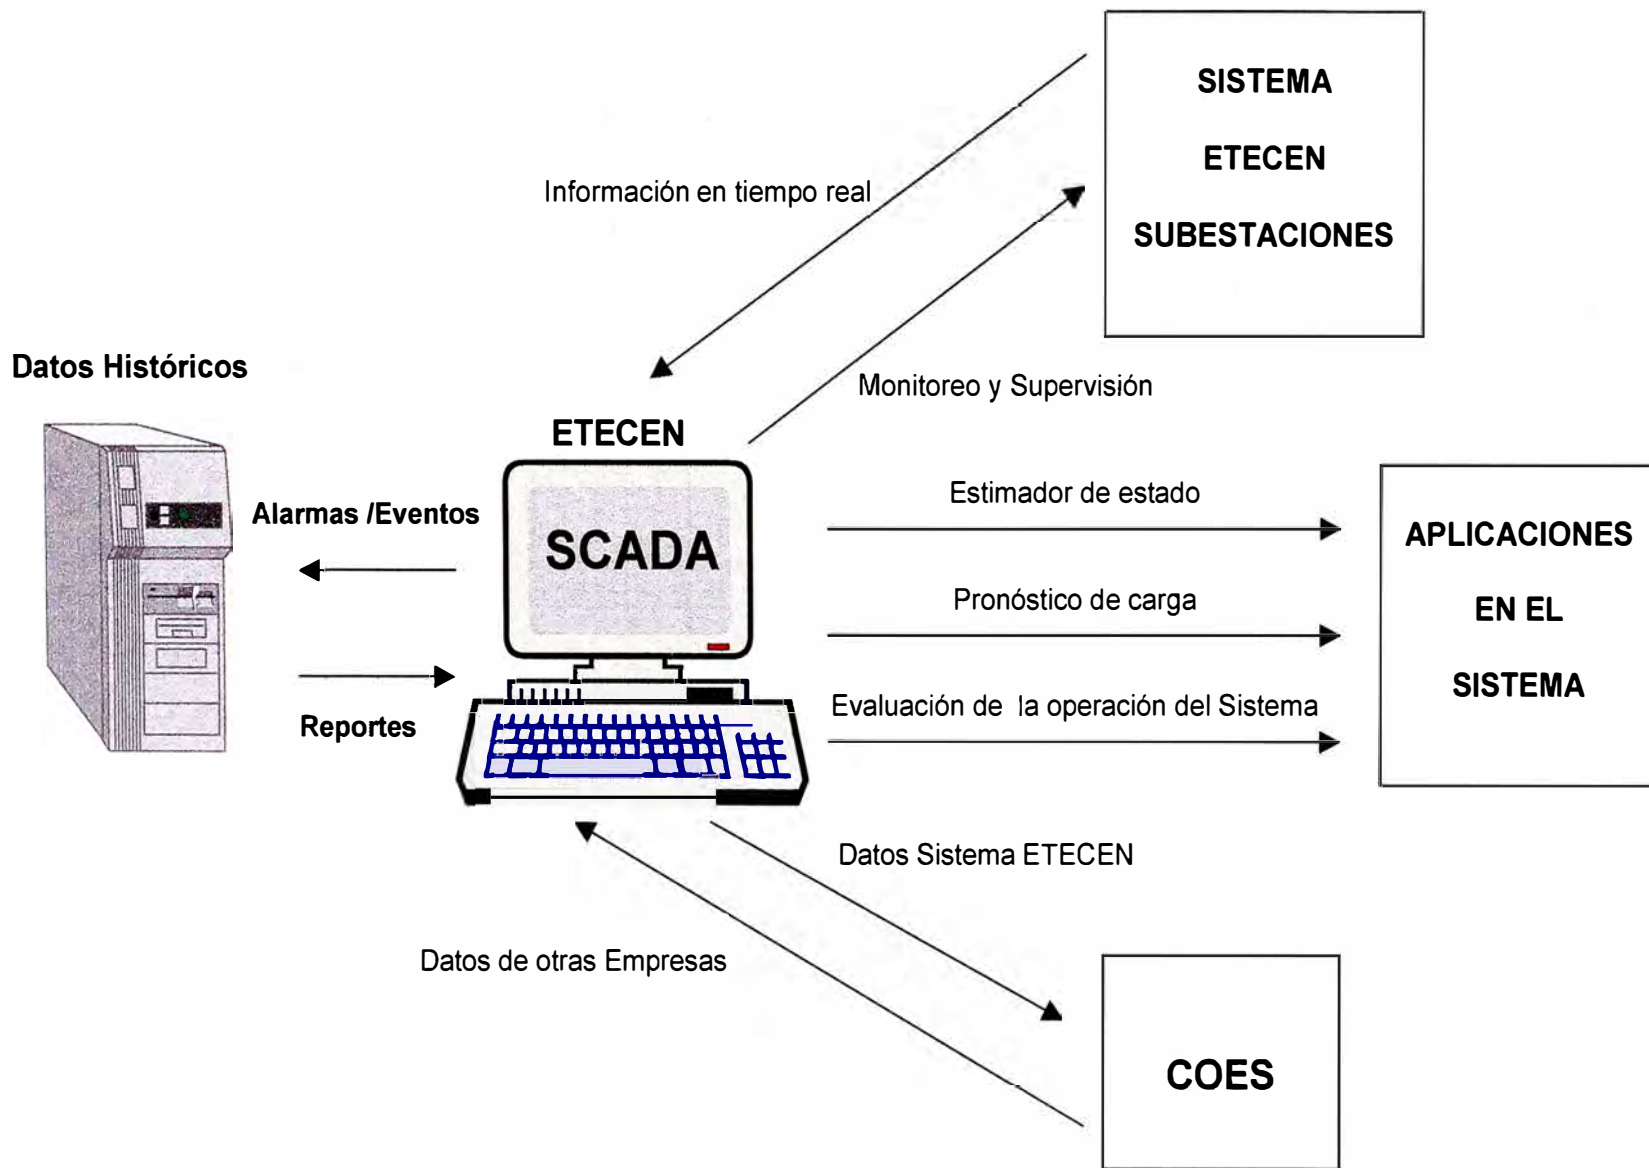 SISTEMA
ETECEN
SUBESTACIONES
Información en tiempo real
Datos Históricos
Monitoreo y Supervisión
ETECEN
SCADA
Alarmas /Eventos
Reportes
Estimador de estado
Pronóstico de carga
Evaluación de la operación del Sistema
APLICACIONES
EN EL
SISTEMA
Datos Sistema ETECEN
Datos de otras Empresas
COES